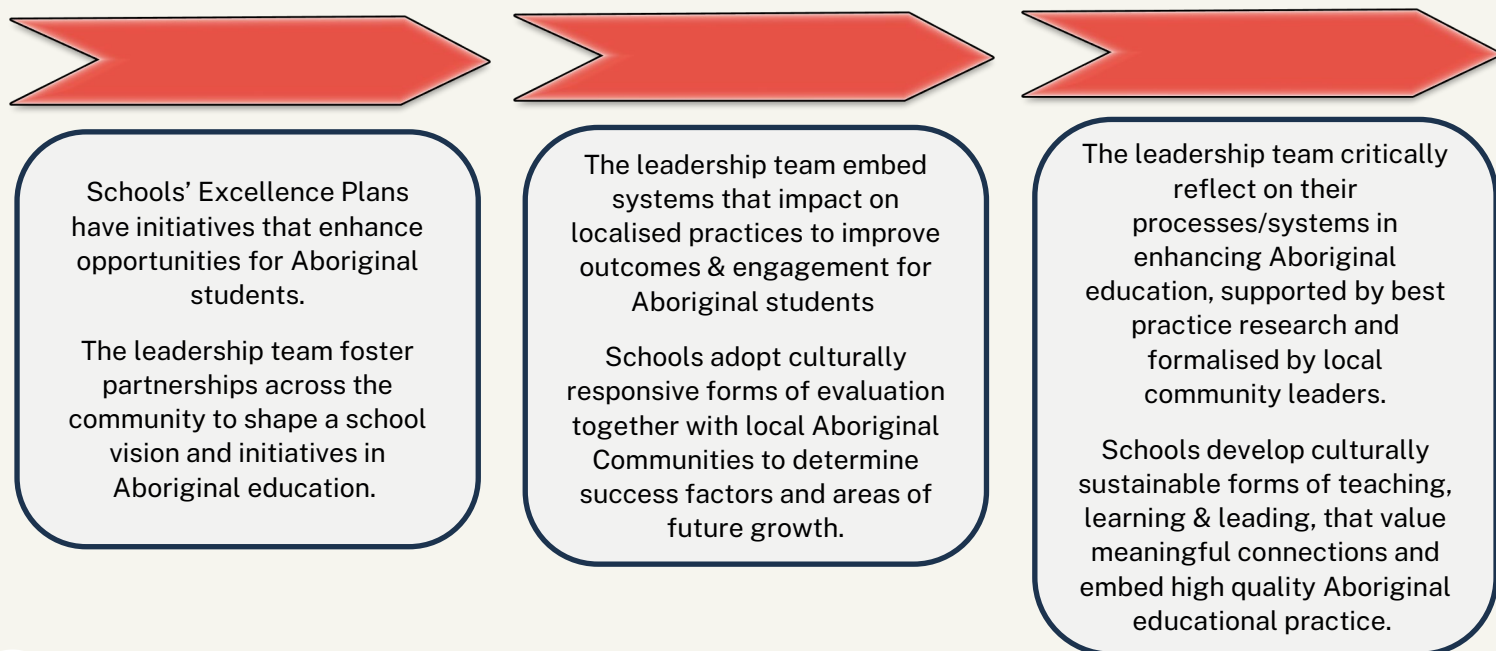 Schools’ Excellence Plans
have initiatives that enhance
opportunities for Aboriginal
students.
The leadership team foster
partnerships across the
community to shape a school
vision and initiatives in
Aboriginal education.
The leadership team embed
systems that impact on
localised practices to improve
outcomes & engagement for
Aboriginal students
Schools adopt culturally
responsive forms of evaluation
together with local Aboriginal
Communities to determine
success factors and areas of
future growth.
The leadership team critically
reflect on their
processes/systems in
enhancing Aboriginal
education, supported by best
practice research and
formalised by local
community leaders.
Schools develop culturally
sustainable forms of teaching,
learning & leading, that value
meaningful connections and
embed high quality Aboriginal
educational practice.